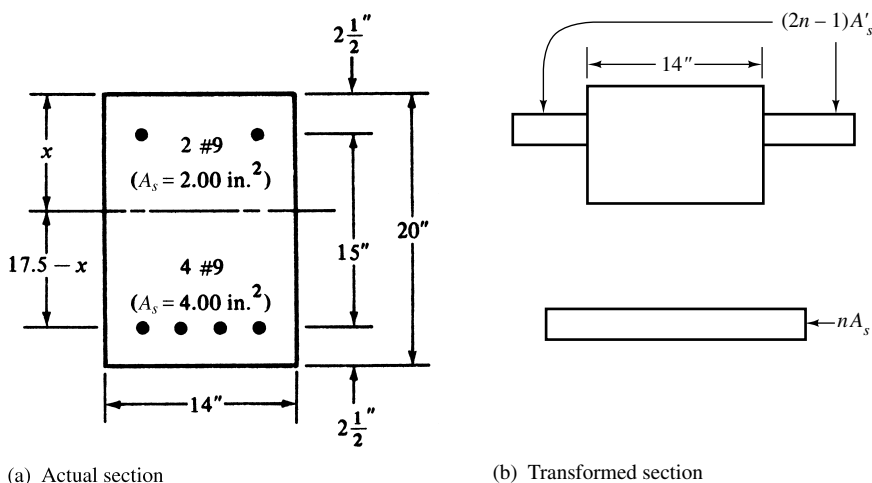 2 1/2"
x
2 #9
(A_s = 2.00 in.²)
17.5 – x
4 #9
(A_s = 4.00 in.²)
15"
20"
14"
2 1/2"
(a) Actual section
(2n – 1)A'_s
14"
nA_s
(b) Transformed section